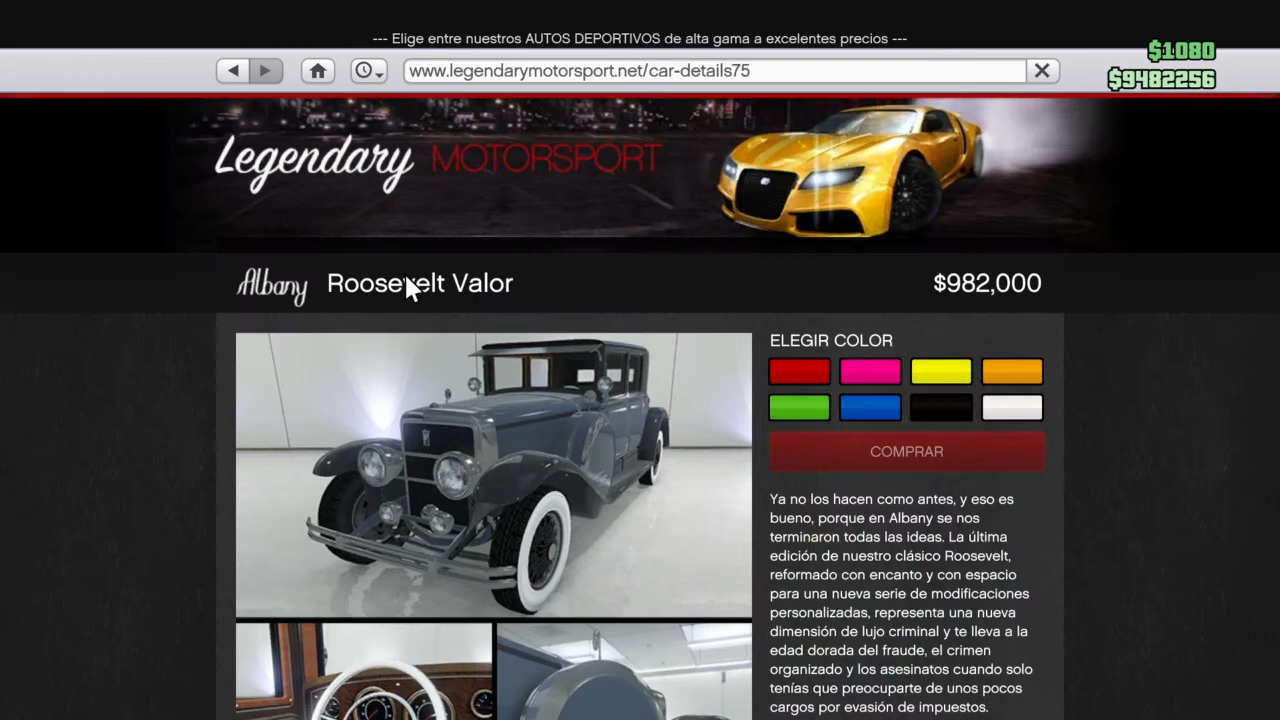 --- Elige entre nuestros AUTOS DEPORTIVOS de alta gama a excelentes precios ---
$1080
www.legendarymotorsport.net/car-details75
$9482256
Legendary MOTORSPORT
Albany Roosevelt Valor $982,000
ELEGIR COLOR
COMPRAR
Ya no los hacen como antes, y eso es
bueno, porque en Albany se nos
terminaron todas las ideas. La última
edición de nuestro clásico Roosevelt,
reformado con encanto y con espacio
para una nueva serie de modificaciones
personalizadas, representa una nueva
dimensión de lujo criminal y te lleva a la
edad dorada del fraude, el crimen
organizado y los asesinatos cuando solo
tenías que preocuparte de unos pocos
cargos por evasión de impuestos.